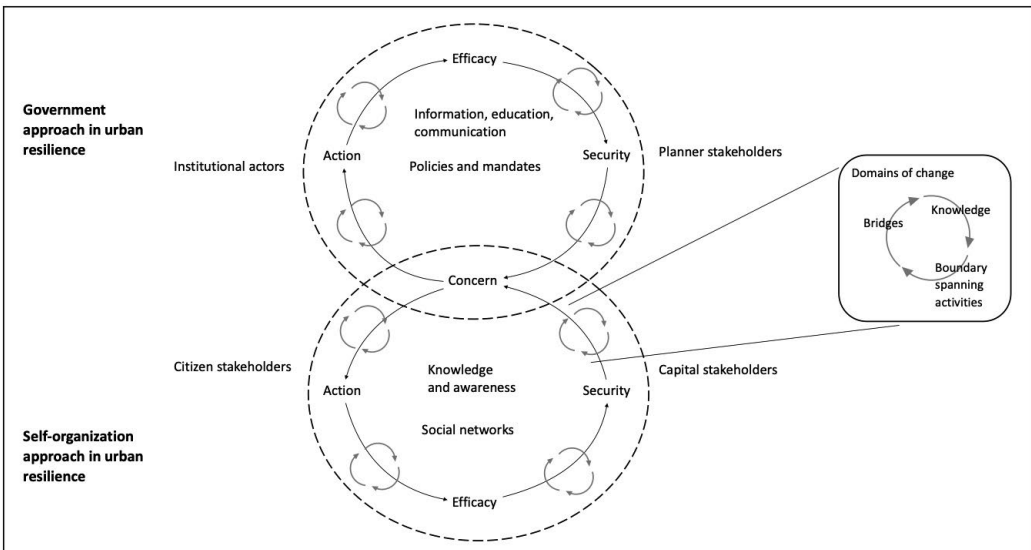 Efficacy
Government
approach in urban
resilience
Information, education,
communication
Institutional actors
Action
Policies and mandates
Security
Planner stakeholders
Domains of change
Knowledge
Bridges
Boundary
spanning
activities
Concern
Citizen stakeholders
Knowledge
and awareness
Capital stakeholders
Action
Security
Social networks
Self-organization
approach in urban
resilience
Efficacy